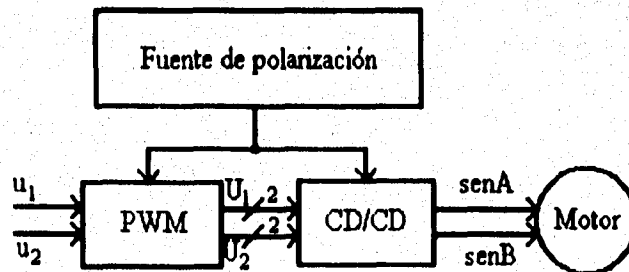 Fuente de polarización
u1
u2
PWM
U1
2
U2
2
CD/CD
senA
senB
Motor